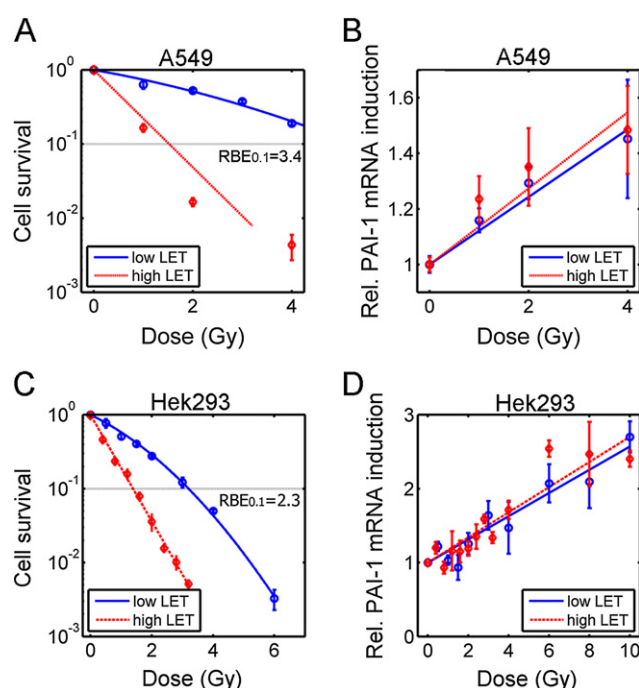 A
A549
Cell survival
10^0
10^-1
10^-2
10^-3
RBE0.1=3.4
low LET
high LET
0
2
4
Dose (Gy)
B
A549
Rel. PAI-1 mRNA induction
1.6
1.4
1.2
1
low LET
high LET
0
2
4
Dose (Gy)
C
Hek293
Cell survival
10^0
10^-1
10^-2
10^-3
RBE0.1=2.3
low LET
high LET
0
2
4
6
Dose (Gy)
D
Hek293
Rel. PAI-1 mRNA induction
3
2
1
0
low LET
high LET
0
2
4
6
8
10
Dose (Gy)